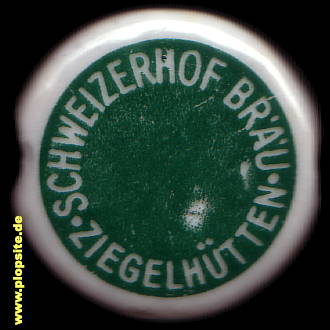 SCHWEIZERHOF BRÄU
· ZIEGELHÜTTEN ·
www.plopsite.de